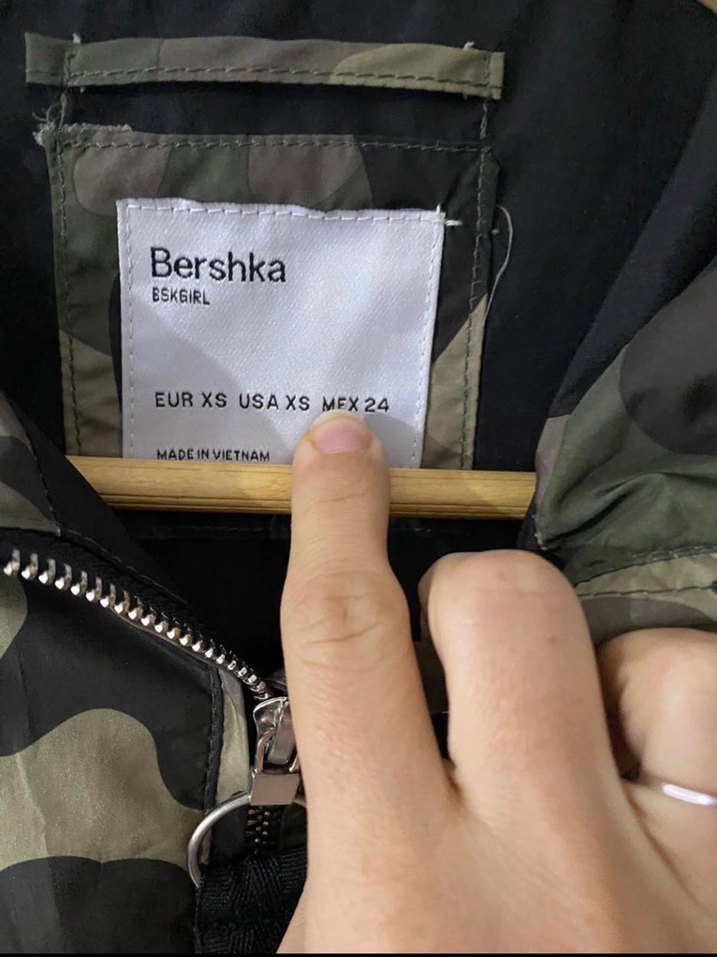 Bershka
BSKGIRL
EUR XS USA XS MEX 24
MADE IN VIETNAM